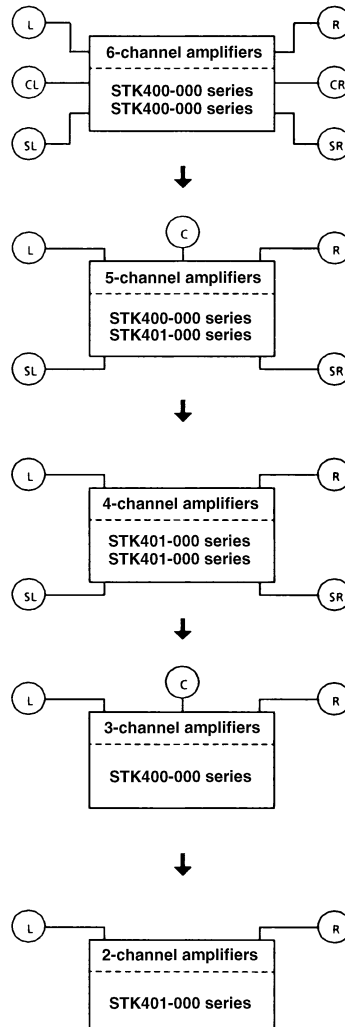 L
R
6-channel amplifiers
CL
CR
STK400-000 series
STK400-000 series
SL
SR
C
L
R
5-channel amplifiers
STK400-000 series
STK401-000 series
SL
SR
L
R
4-channel amplifiers
STK401-000 series
STK401-000 series
SL
SR
C
L
R
3-channel amplifiers
STK400-000 series
L
R
2-channel amplifiers
STK401-000 series